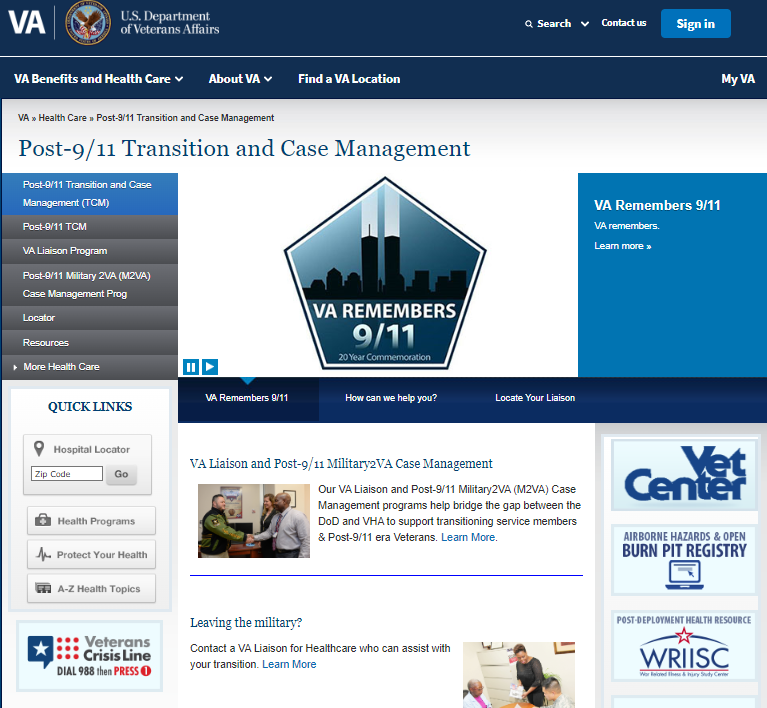 VA
U.S. Department
of Veterans Affairs
Search
Contact us
Sign in
VA Benefits and Health Care
About VA
Find a VA Location
My VA
VA » Health Care » Post-9/11 Transition and Case Management
Post-9/11 Transition and Case Management
Post-9/11 Transition and Case
Management (TCM)
Post-9/11 TCM
VA Liaison Program
Post-9/11 Military 2VA (M2VA)
Case Management Prog
Locator
Resources
More Health Care
VA REMEMBERS
9/11
20 Year Commemoration
VA Remembers 9/11
VA remembers.
Learn more »
VA Remembers 9/11
How can we help you?
Locate Your Liaison
QUICK LINKS
Hospital Locator
Zip Code
Go
Health Programs
Protect Your Health
A-Z Health Topics
Veterans
Crisis Line
DIAL 988 then PRESS 1
VA Liaison and Post-9/11 Military2VA Case Management
Our VA Liaison and Post-9/11 Military2VA (M2VA) Case
Management programs help bridge the gap between the
DoD and VHA to support transitioning service members
& Post-9/11 era Veterans. Learn More.
Leaving the military?
Contact a VA Liaison for Healthcare who can assist with
your transition. Learn More
Vet
Center
AIRBORNE HAZARDS & OPEN
BURN PIT REGISTRY
POST-DEPLOYMENT HEALTH RESOURCE
WRIISC
War Related Illness & Injury Study Center